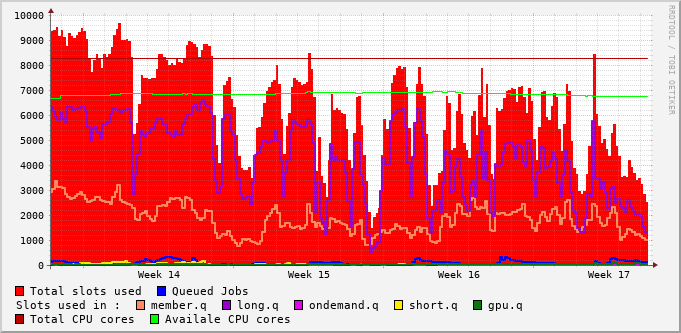 10000
9000
8000
7000
6000
5000
4000
3000
2000
1000
0
Week 14 Week 15 Week 16 Week 17
RRDTOOL / TOBI OETIKER
Total slots used Queued Jobs
Slots used in : member.q long.q ondemand.q short.q gpu.q
Total CPU cores Availale CPU cores